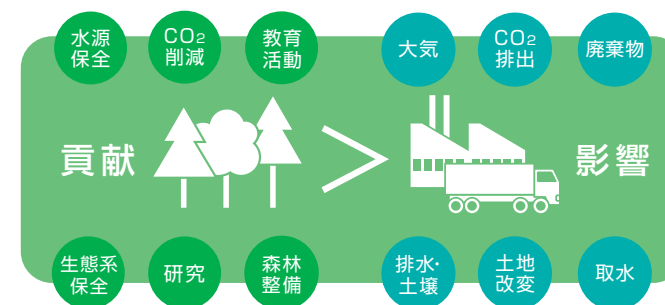 水源
保全
CO₂
削減
教育
活動
大気
CO₂
排出
廃棄物
貢献
>
影響
生態系
保全
研究
森林
整備
排水・
土壌
土地
改変
取水